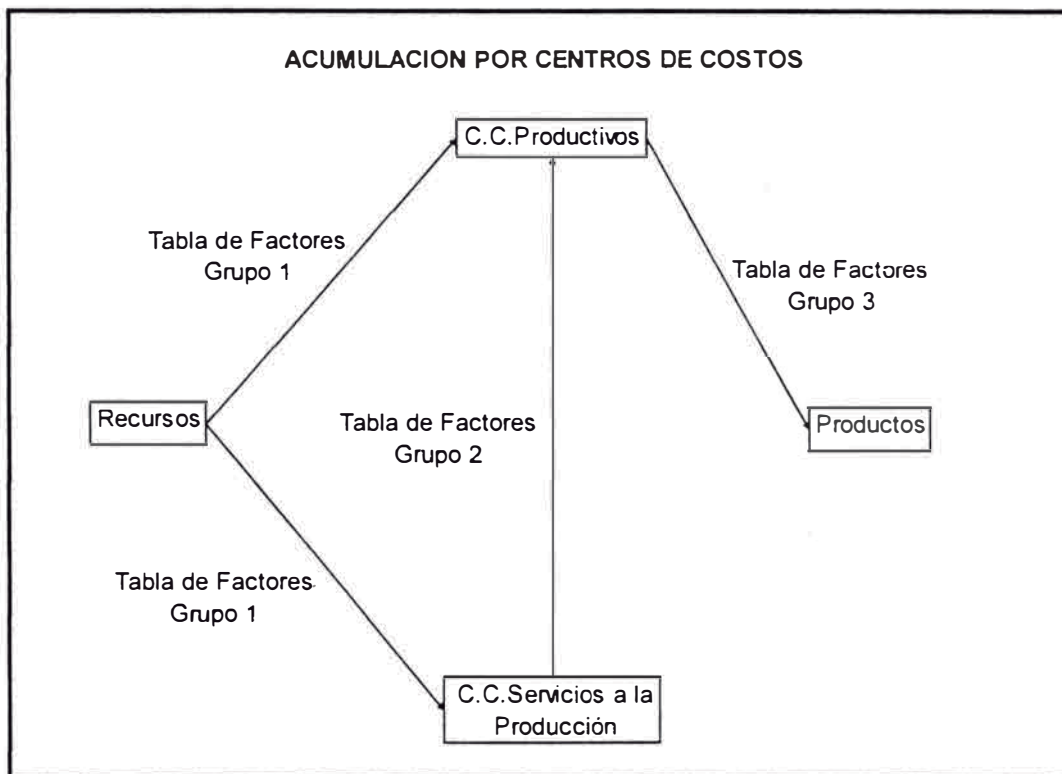 ACUMULACION POR CENTROS DE COSTOS
C.C.Productivos
Tabla de Factores
Grupo 1
Tabla de Factores
Grupo 3
Recursos
Tabla de Factores
Grupo 2
Productos
Tabla de Factores
Grupo 1
C.C.Servicios a la
Producción